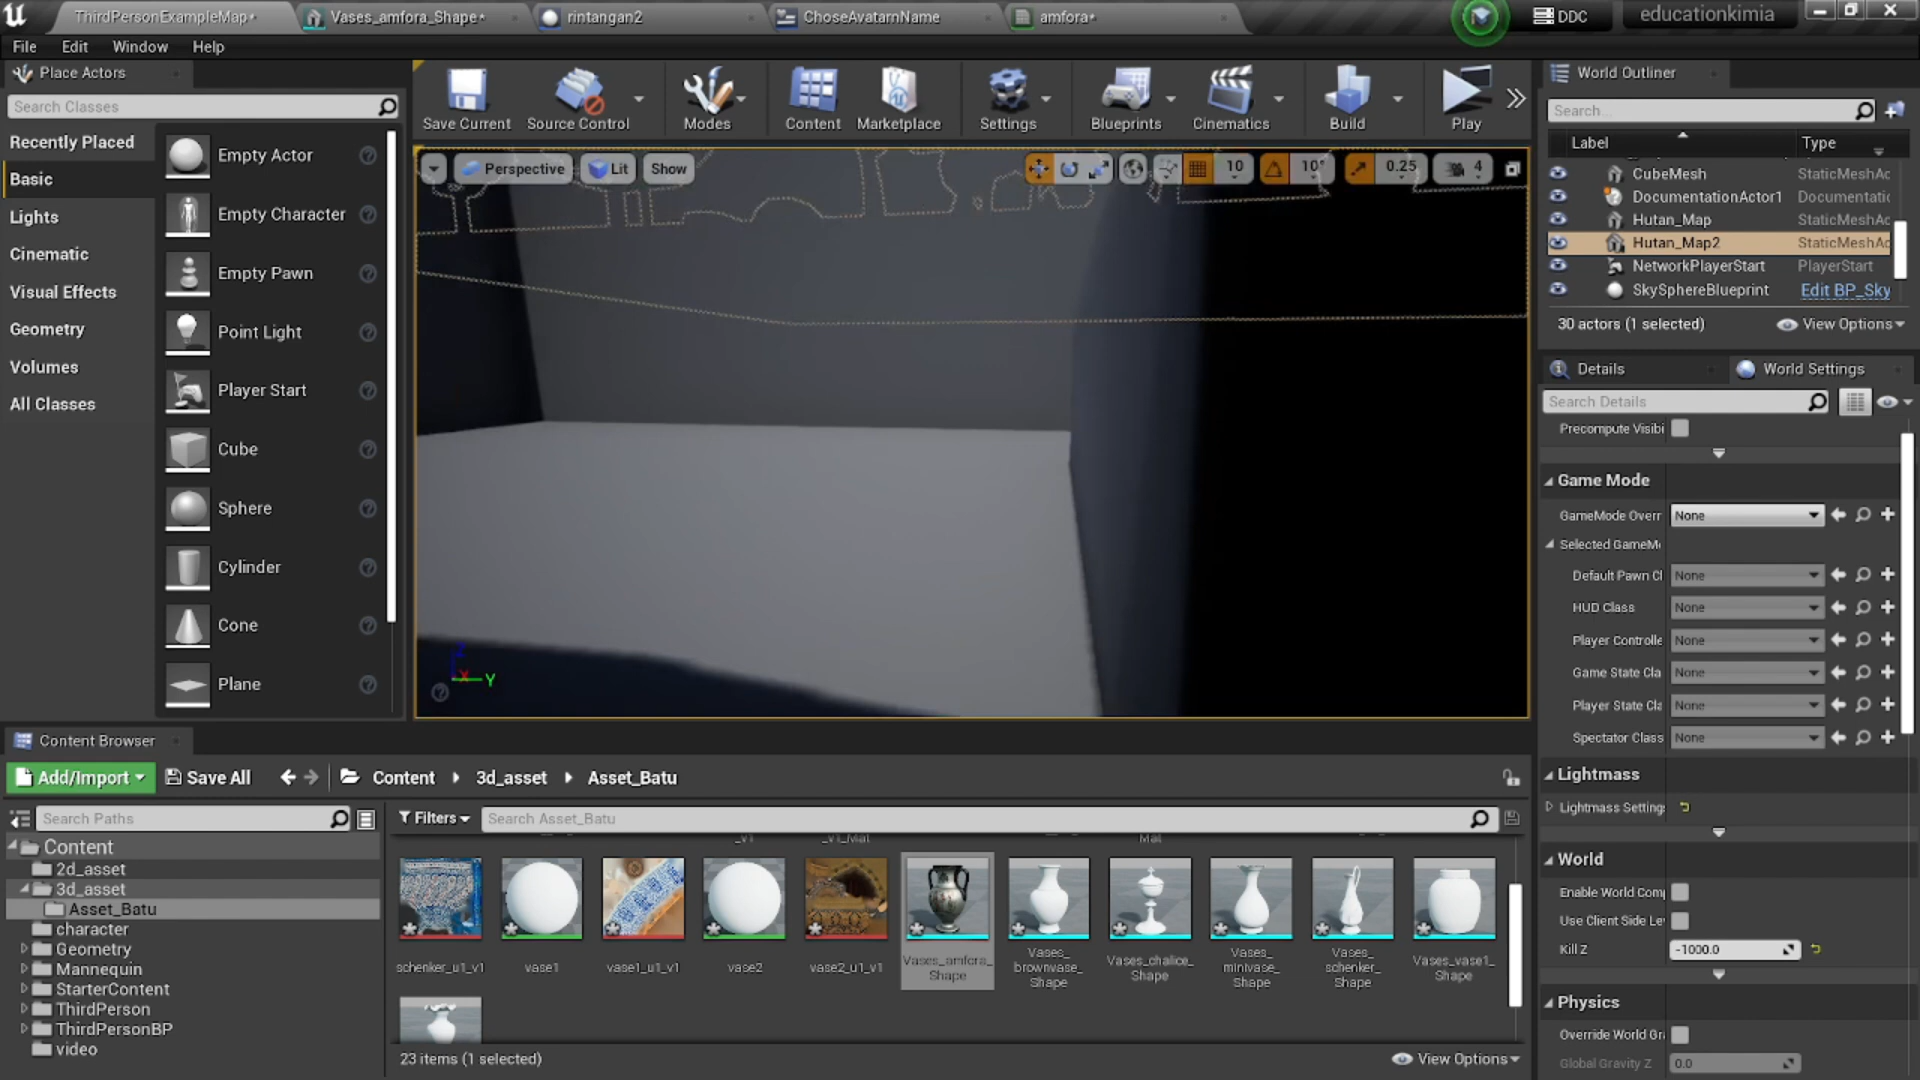 ThirdPersonExampleMap*
Vases_amfora_Shape*
rintangan2
ChoseAvatarnName
amfora*
DDC
educationkimia
File
Edit
Window
Help
Place Actors
Search Classes
Recently Placed
Basic
Lights
Cinematic
Visual Effects
Geometry
Volumes
All Classes
Empty Actor
Empty Character
Empty Pawn
Point Light
Player Start
Cube
Sphere
Cylinder
Cone
Plane
Save Current
Source Control
Modes
Content
Marketplace
Settings
Blueprints
Cinematics
Build
Play
Perspective
Lit
Show
10
10°
0.25
4
Z
X
Y
World Outliner
Search...
Label
Type
CubeMesh
StaticMeshAc
DocumentationActor1
Documentatic
Hutan_Map
StaticMeshAc
Hutan_Map2
StaticMeshAc
NetworkPlayerStart
PlayerStart
SkySphereBlueprint
Edit BP_Sky
30 actors (1 selected)
View Options
Details
World Settings
Search Details
Precompute Visibi
Game Mode
GameMode Overr
None
Selected GameMo
Default Pawn Cl
None
HUD Class
None
Player Controlle
None
Game State Cla
None
Player State Cla
None
Spectator Class
None
Lightmass
Lightmass Setting
World
Enable World Comp
Use Client Side Le
Kill Z
-1000.0
Physics
Override World Gr
Global Gravity Z
0.0
Content Browser
Add/Import
Save All
Content
3d_asset
Asset_Batu
Search Paths
Content
2d_asset
3d_asset
Asset_Batu
character
Geometry
Mannequin
StarterContent
ThirdPerson
ThirdPersonBP
video
Filters
Search Asset_Batu
_v1
_v1_Mat
Mat
schenker_u1_v1
vase1
vase1_u1_v1
vase2
vase2_u1_v1
Vases_amfora_
Shape
Vases_
brownvase_
Shape
Vases_chalice_
Shape
Vases_
minivase_
Shape
Vases_
schenker_
Shape
Vases_vase1_
Shape
23 items (1 selected)
View Options